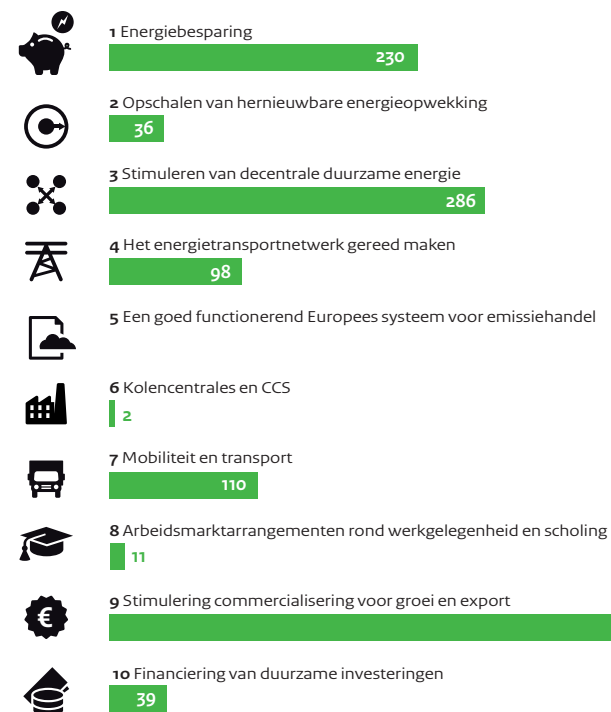 1 Energiebesparing
230
2 Opschalen van hernieuwbare energieopwekking
36
3 Stimuleren van decentrale duurzame energie
286
4 Het energietransportnetwerk gereed maken
98
5 Een goed functionerend Europees systeem voor emissiehandel
6 Kolencentrales en CCS
2
7 Mobiliteit en transport
110
8 Arbeidsmarktarrangementen rond werkgelegenheid en scholing
11
9 Stimulering commercialisering voor groei en export
€
10 Financiering van duurzame investeringen
39